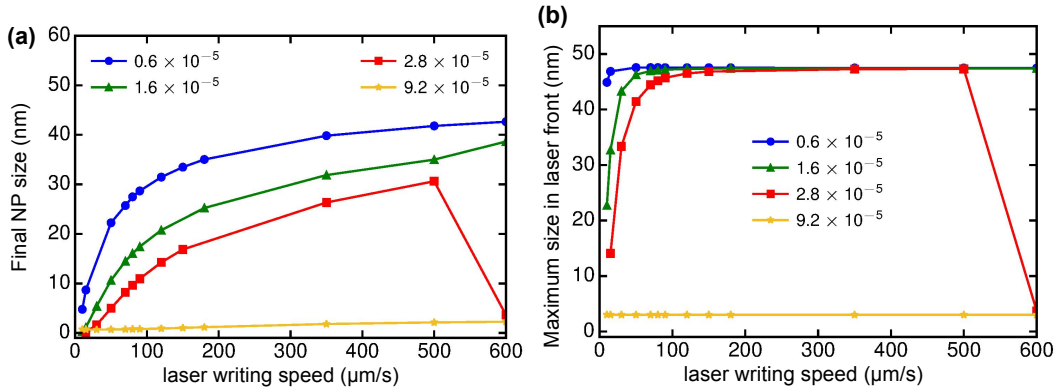 (a)
Final NP size (nm)
60
50
40
30
20
10
0
0.6 × 10⁻⁵
1.6 × 10⁻⁵
2.8 × 10⁻⁵
9.2 × 10⁻⁵
0 100 200 300 400 500 600
laser writing speed (µm/s)
(b)
Maximum size in laser front (nm)
50
40
30
20
10
0
0.6 × 10⁻⁵
1.6 × 10⁻⁵
2.8 × 10⁻⁵
9.2 × 10⁻⁵
0 100 200 300 400 500 600
laser writing speed (µm/s)